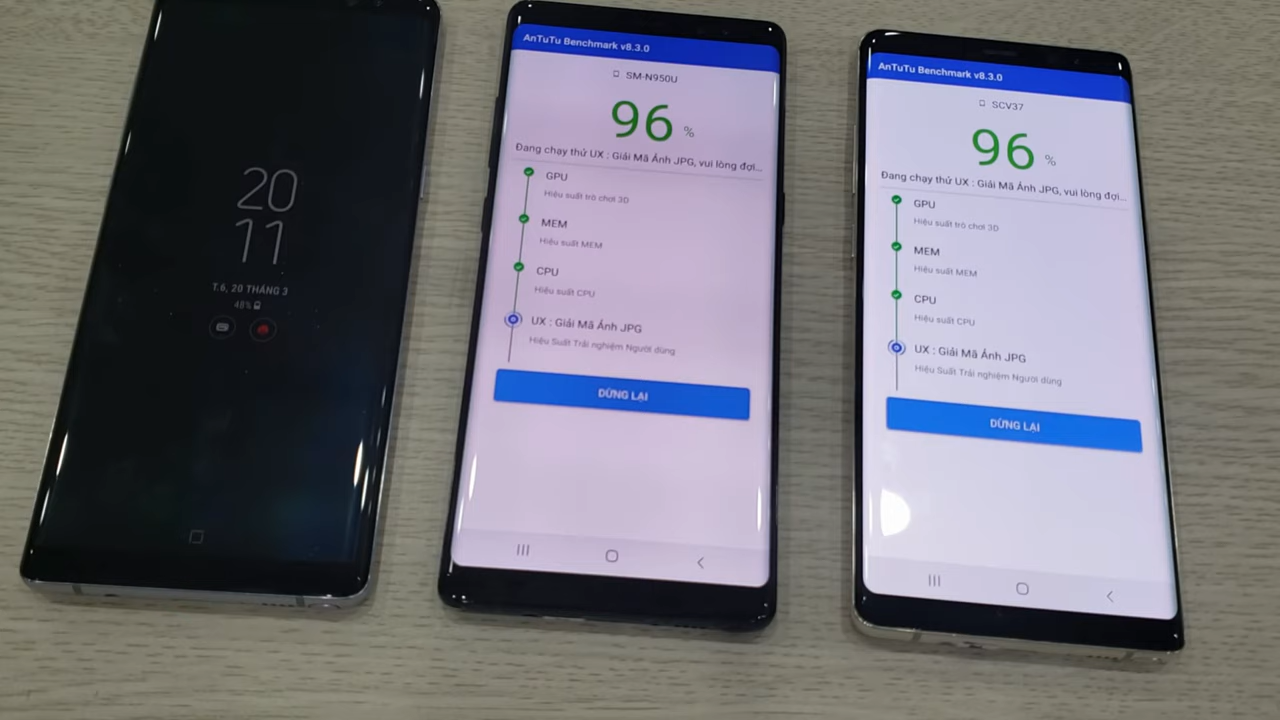 20
11
T.6, 20 THÁNG 3
48%
AnTuTu Benchmark v8.3.0
SM-N950U
96 %
Đang chạy thử UX : Giải Mã Ảnh JPG, vui lòng đợi...
GPU
Hiệu suất trò chơi 3D
MEM
Hiệu suất MEM
CPU
Hiệu suất CPU
UX : Giải Mã Ảnh JPG
Hiệu Suất Trải nghiệm Người dùng
DỪNG LẠI
AnTuTu Benchmark v8.3.0
SCV37
96 %
Đang chạy thử UX : Giải Mã Ảnh JPG, vui lòng đợi...
GPU
Hiệu suất trò chơi 3D
MEM
Hiệu suất MEM
CPU
Hiệu suất CPU
UX : Giải Mã Ảnh JPG
Hiệu Suất Trải nghiệm Người dùng
DỪNG LẠI